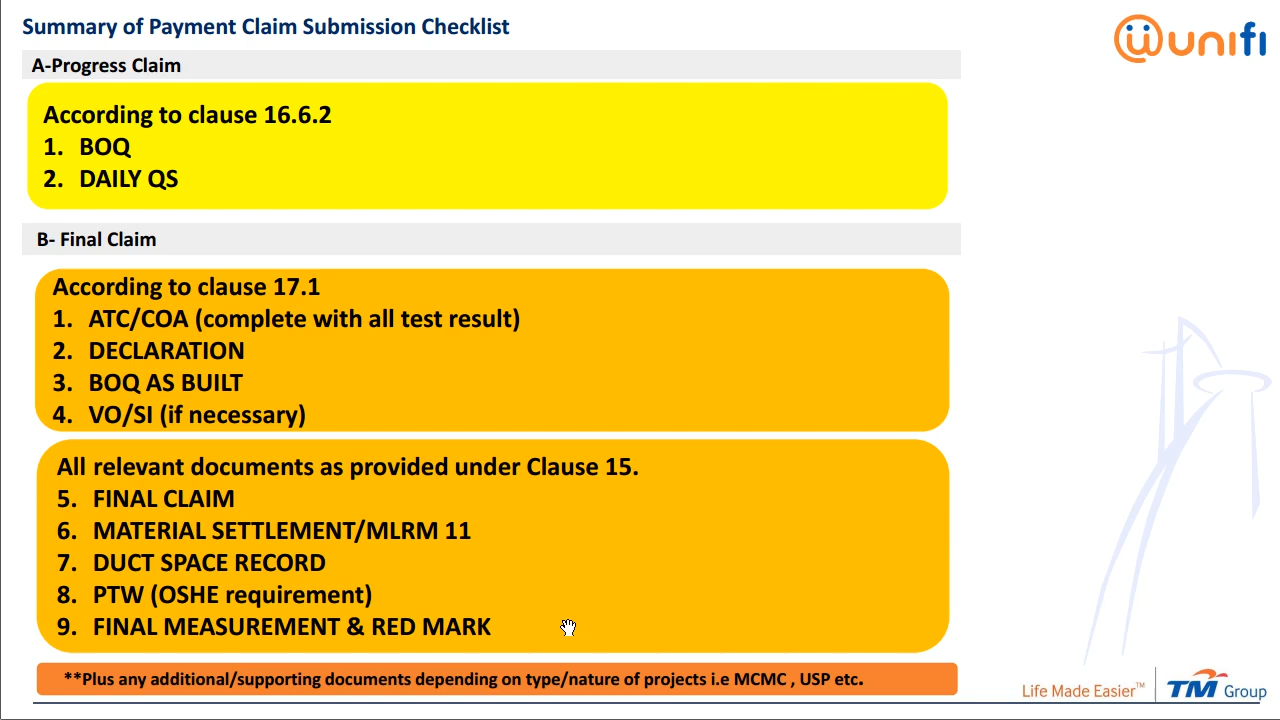 Summary of Payment Claim Submission Checklist
unifi
A-Progress Claim
According to clause 16.6.2
1. BOQ
2. DAILY QS
B- Final Claim
According to clause 17.1
1. ATC/COA (complete with all test result)
2. DECLARATION
3. BOQ AS BUILT
4. VO/SI (if necessary)
All relevant documents as provided under Clause 15.
5. FINAL CLAIM
6. MATERIAL SETTLEMENT/MLRM 11
7. DUCT SPACE RECORD
8. PTW (OSHE requirement)
9. FINAL MEASUREMENT & RED MARK
**Plus any additional/supporting documents depending on type/nature of projects i.e MCMC , USP etc.
Life Made Easier™ TM Group